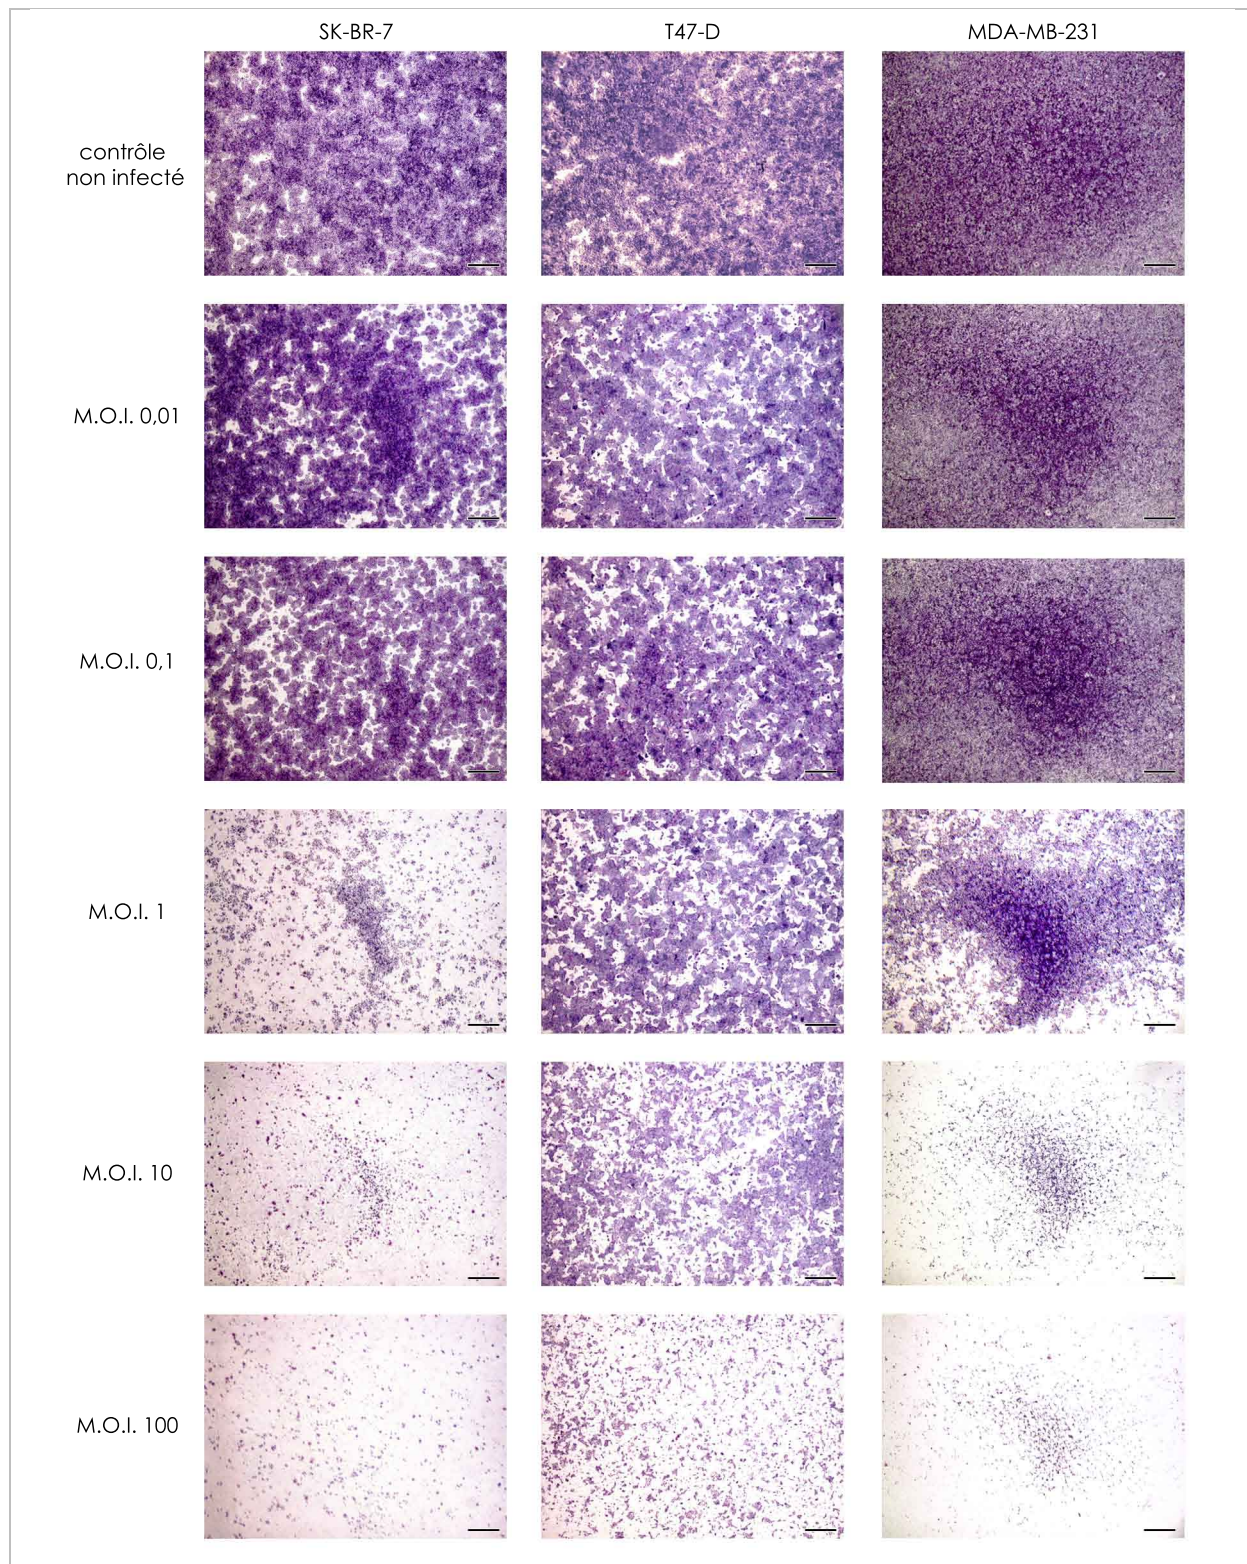 SK-BR-7
T47-D
MDA-MB-231
contrôle
non infecté
M.O.I. 0,01
M.O.I. 0,1
M.O.I. 1
M.O.I. 10
M.O.I. 100